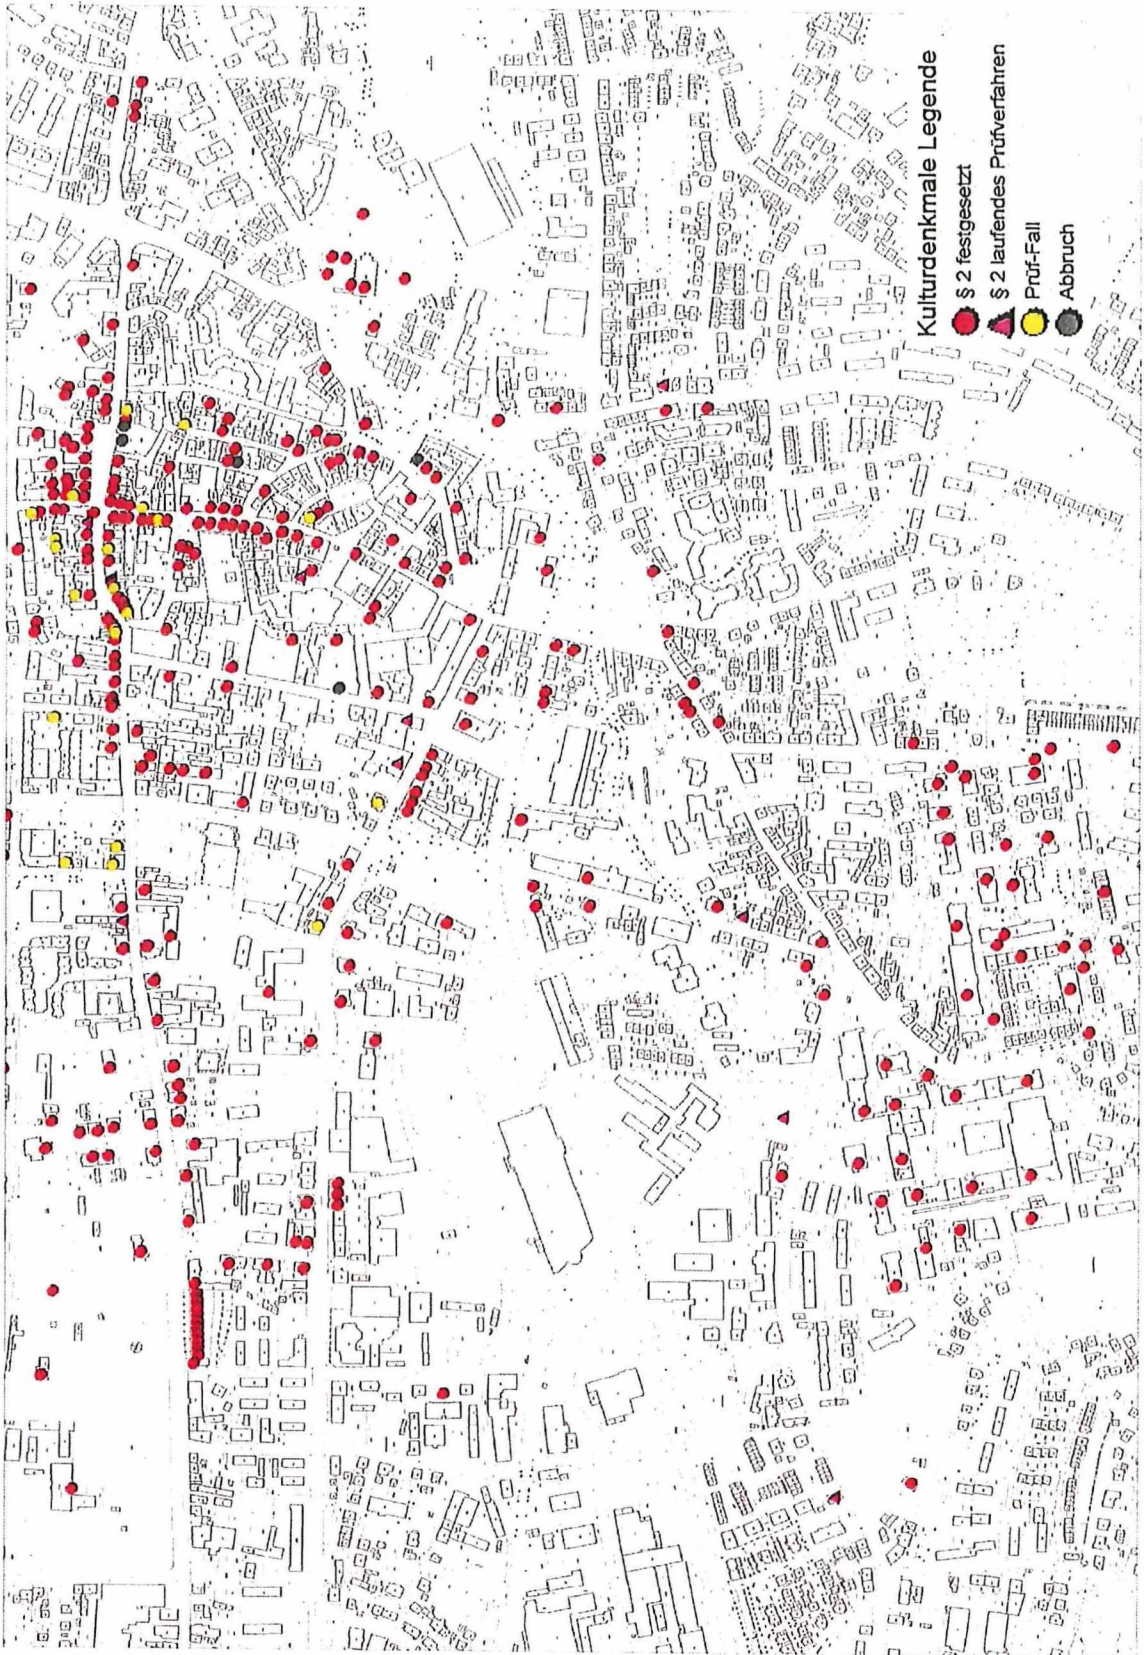 Kulturdenkmale Legende
§ 2 festgesetzt
§ 2 laufendes Prüfverfahren
Prüf-Fall
Abbruch